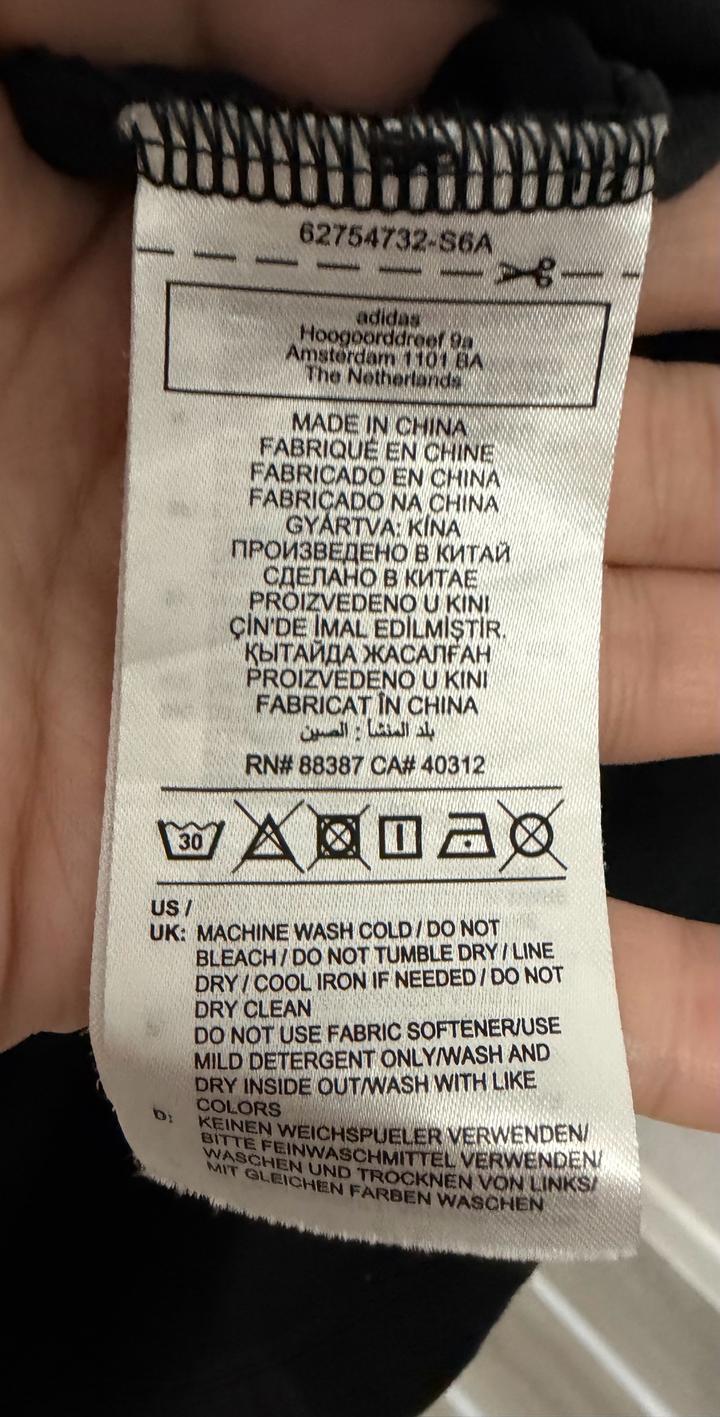 62754732-S6A
adidas
Hoogoorddreef 9a
Amsterdam 1101 BA
The Netherlands
MADE IN CHINA
FABRIQUÉ EN CHINE
FABRICADO EN CHINA
FABRICADO NA CHINA
GYÁRTVA: KÍNA
ПРОИЗВЕДЕНО В КИТАЙ
СДЕЛАНО В КИТАЕ
PROIZVEDENO U KINI
ÇİN'DE İMAL EDİLMİŞTİR.
ҚЫТАЙДА ЖАСАЛҒАН
PROIZVEDENO U KINI
FABRICAT ÎN CHINA
بلد المنشأ : الصين
RN# 88387 CA# 40312
30
US /
UK: MACHINE WASH COLD / DO NOT
BLEACH / DO NOT TUMBLE DRY / LINE
DRY / COOL IRON IF NEEDED / DO NOT
DRY CLEAN
DO NOT USE FABRIC SOFTENER/USE
MILD DETERGENT ONLY/WASH AND
DRY INSIDE OUT/WASH WITH LIKE
COLORS
D: KEINEN WEICHSPUELER VERWENDEN/
BITTE FEINWASCHMITTEL VERWENDEN/
WASCHEN UND TROCKNEN VON LINKS/
MIT GLEICHEN FARBEN WASCHEN